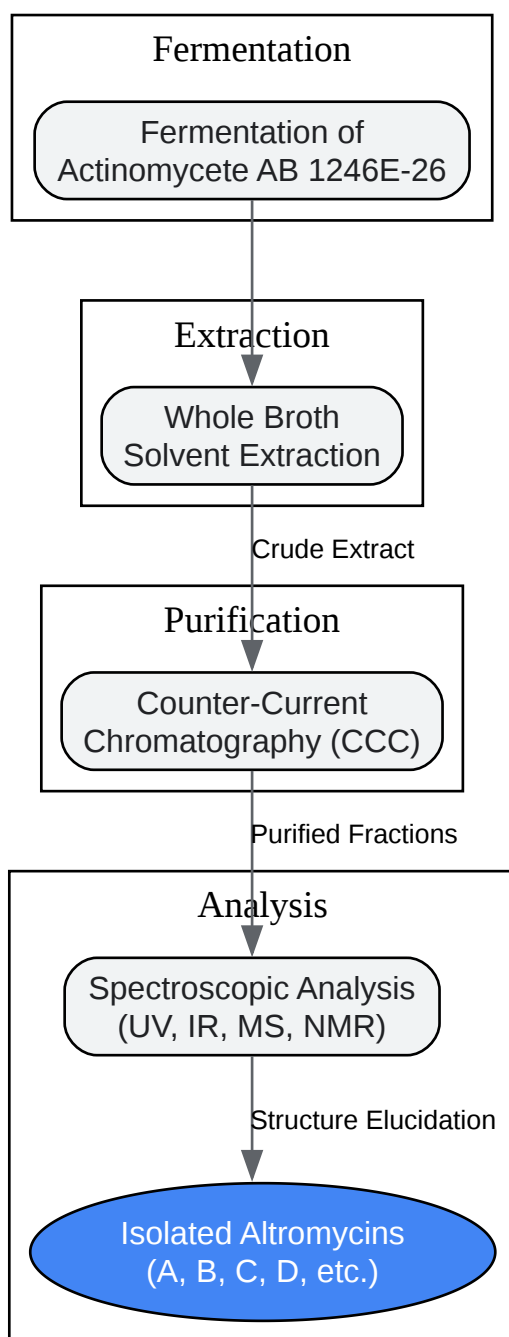 Fermentation
Fermentation of
Actinomycete AB 1246E-26
Extraction
Whole Broth
Solvent Extraction
Crude Extract
Purification
Counter-Current
Chromatography (CCC)
Purified Fractions
Analysis
Spectroscopic Analysis
(UV, IR, MS, NMR)
Structure Elucidation
Isolated Altromycins
(A, B, C, D, etc.)